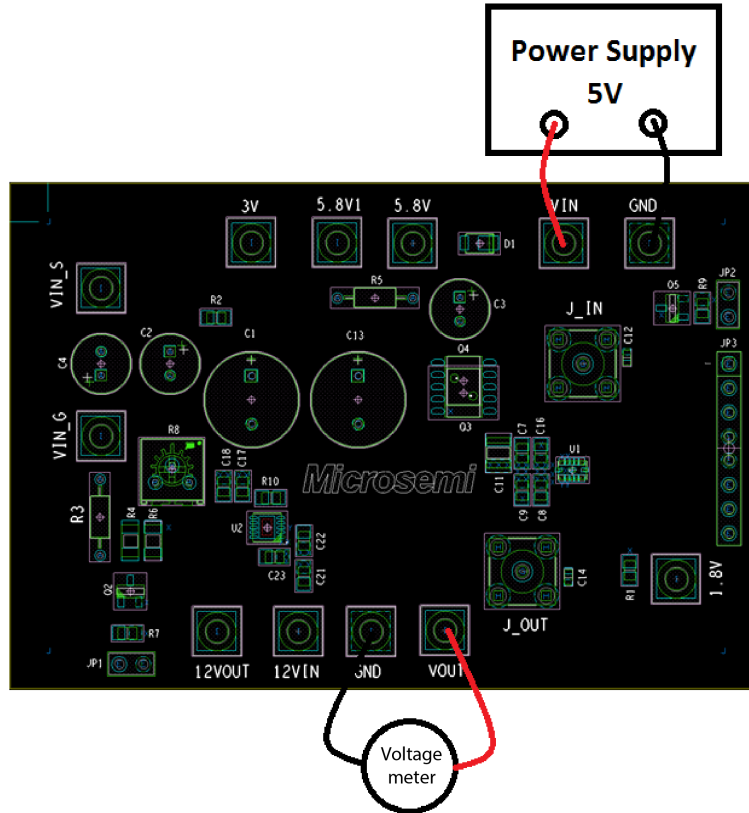 Power Supply
5V
3V
5.8V1
5.8V
VIN
GND
D1
VIN_S
R2
R5
C3
J_IN
O5
R9
JP2
C4
C2
C1
C13
Q4
C12
JP3
VIN_G
R8
Q3
C7
C16
U1
C18
C17
R10
Microsemi
C11
R3
R4
R6
U2
C22
C9
C8
C23
C21
Q2
C14
R1
1.8V
R7
J_OUT
JP1
12VOUT
12VIN
GND
VOUT
Voltage
meter